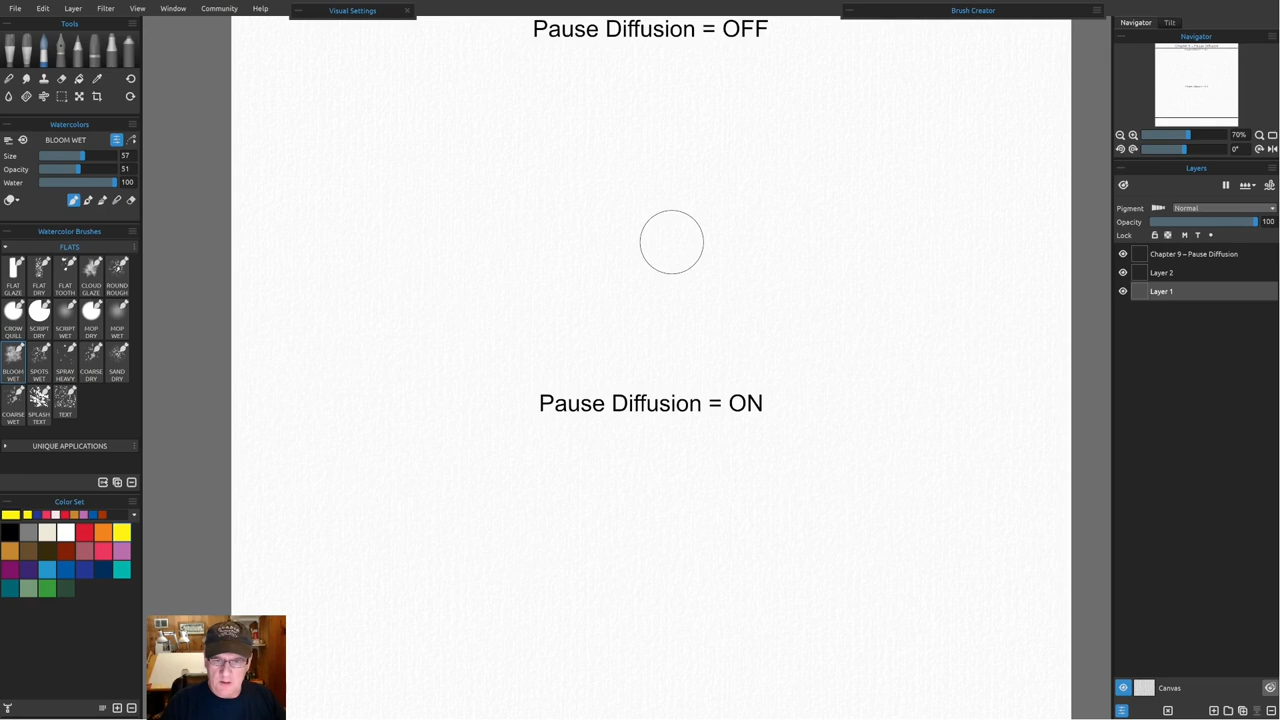 File Edit Layer Filter View Window Community Help
Visual Settings
Brush Creator
Tools
Pause Diffusion = OFF
Navigator Tilt
Navigator
70%
0°
Watercolors
BLOOM WET
Size 57
Opacity 51
Water 100
Layers
Pigment Normal
Opacity 100
Lock M T
Chapter 9 – Pause Diffusion
Layer 2
Layer 1
Watercolor Brushes
FLATS
FLAT GLAZE
FLAT DRY
FLAT TOOTH
CLOUD GLAZE
ROUND ROUGH
CROW QUILL
SCRIPT DRY
SCRIPT WET
MOP DRY
MOP WET
BLOOM WET
SPOTS WET
SPRAY HEAVY
COARSE DRY
SAND DRY
COARSE WET
SPLASH TEXT
TEXT
Pause Diffusion = ON
UNIQUE APPLICATIONS
Color Set
Canvas